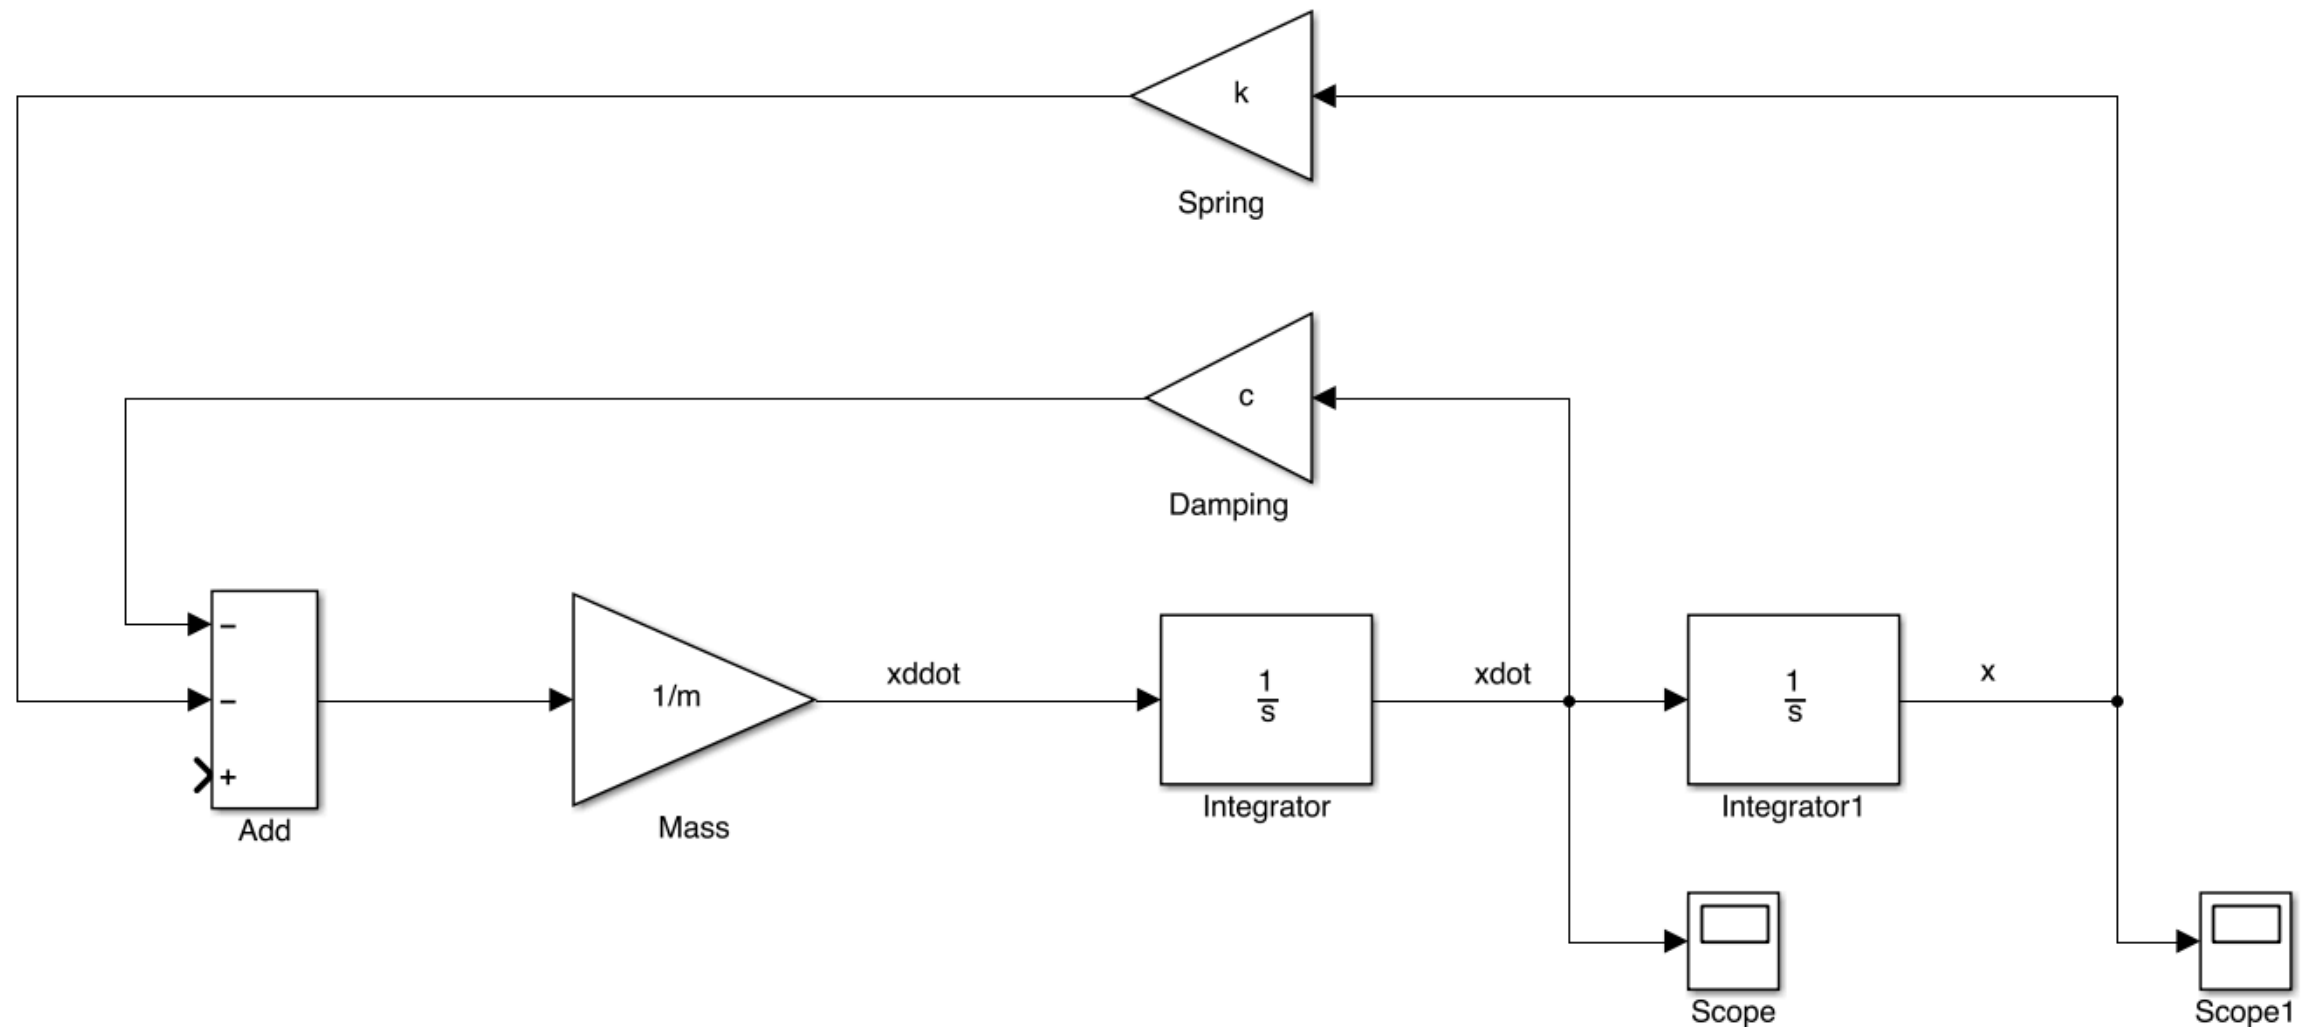 k
Spring
c
Damping
−
−
+
Add
1/m
Mass
xddot
1
s
Integrator
xdot
1
s
Integrator1
x
Scope
Scope1